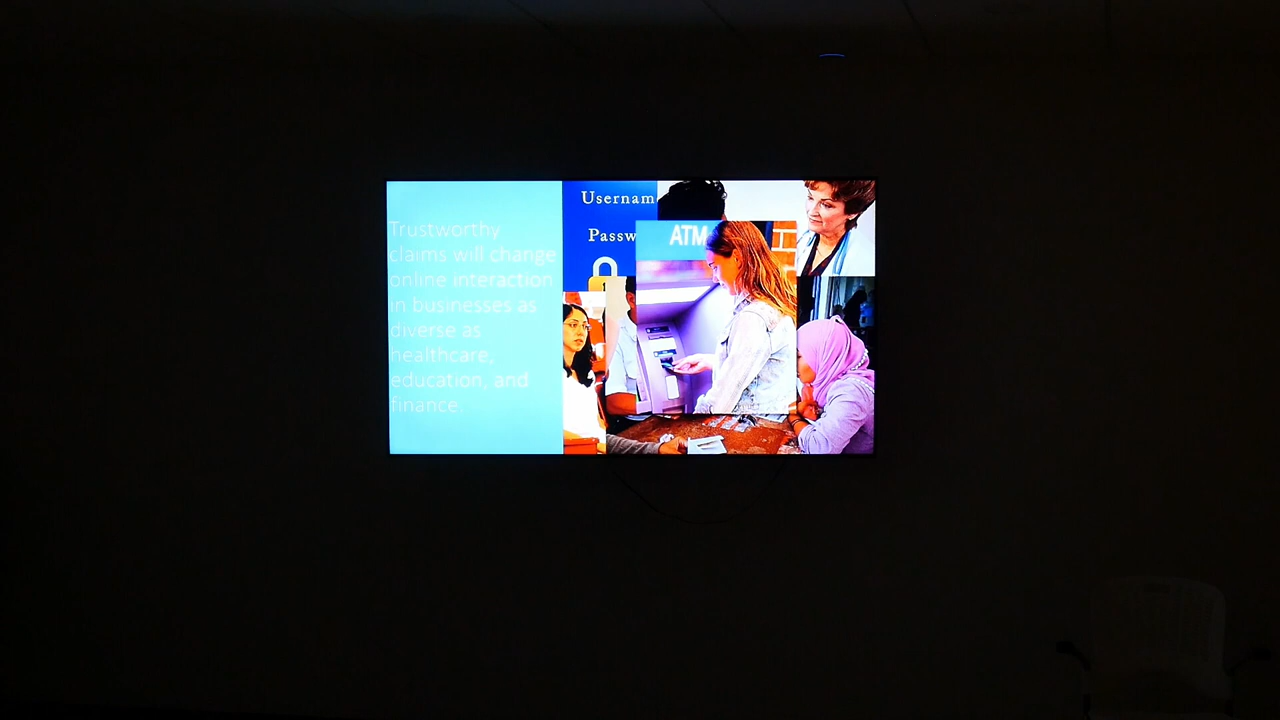 Trustworthy
claims will change
online interaction
in businesses as
diverse as
healthcare,
education, and
finance.
Usernam
Passw
ATM